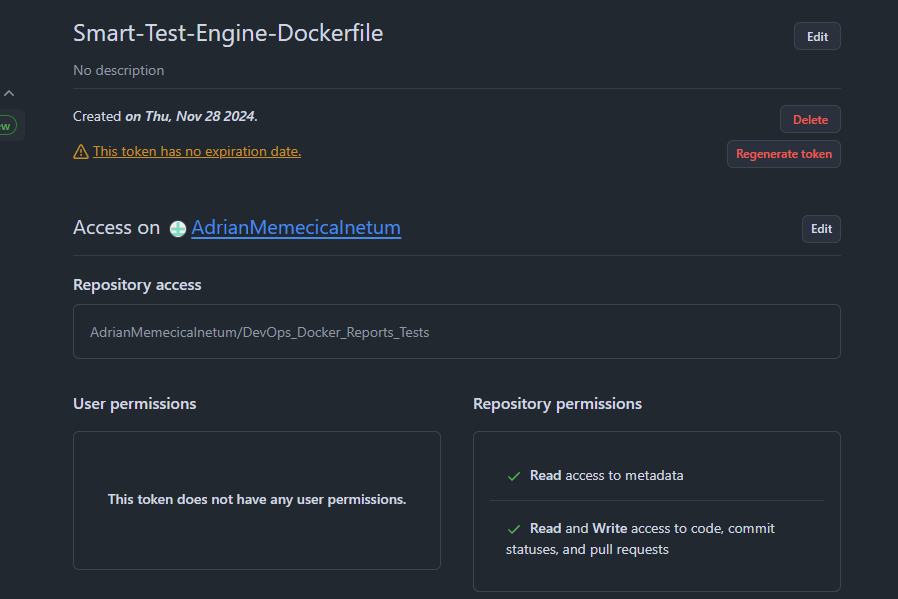 Smart-Test-Engine-Dockerfile
Edit
No description
Created on Thu, Nov 28 2024.
Delete
This token has no expiration date.
Regenerate token
Access on AdrianMemecicaInetum
Edit
Repository access
AdrianMemecicaInetum/DevOps_Docker_Reports_Tests
User permissions
This token does not have any user permissions.
Repository permissions
Read access to metadata
Read and Write access to code, commit
statuses, and pull requests